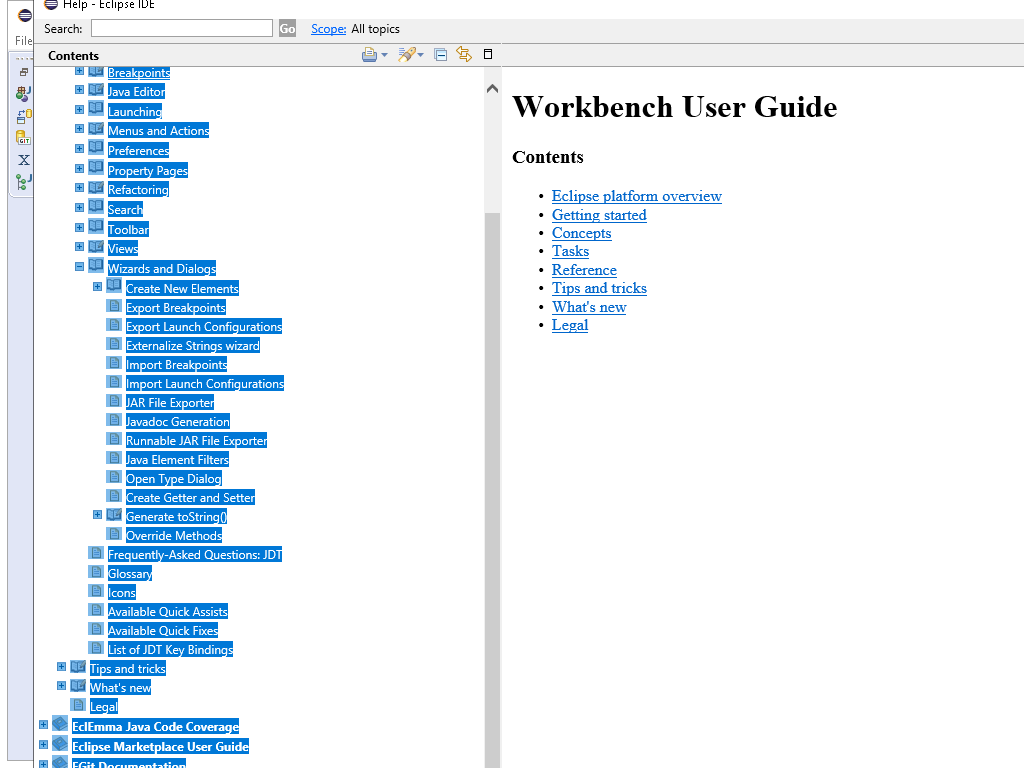 Help - Eclipse IDE
File
Search: Go Scope: All topics
Contents
Breakpoints
Java Editor
Launching
Menus and Actions
Preferences
Property Pages
Refactoring
Search
Toolbar
Views
Wizards and Dialogs
Create New Elements
Export Breakpoints
Export Launch Configurations
Externalize Strings wizard
Import Breakpoints
Import Launch Configurations
JAR File Exporter
Javadoc Generation
Runnable JAR File Exporter
Java Element Filters
Open Type Dialog
Create Getter and Setter
Generate toString()
Override Methods
Frequently-Asked Questions: JDT
Glossary
Icons
Available Quick Assists
Available Quick Fixes
List of JDT Key Bindings
Tips and tricks
What's new
Legal
EclEmma Java Code Coverage
Eclipse Marketplace User Guide
EGit Documentation
Workbench User Guide
Contents
• Eclipse platform overview
• Getting started
• Concepts
• Tasks
• Reference
• Tips and tricks
• What's new
• Legal
GIT